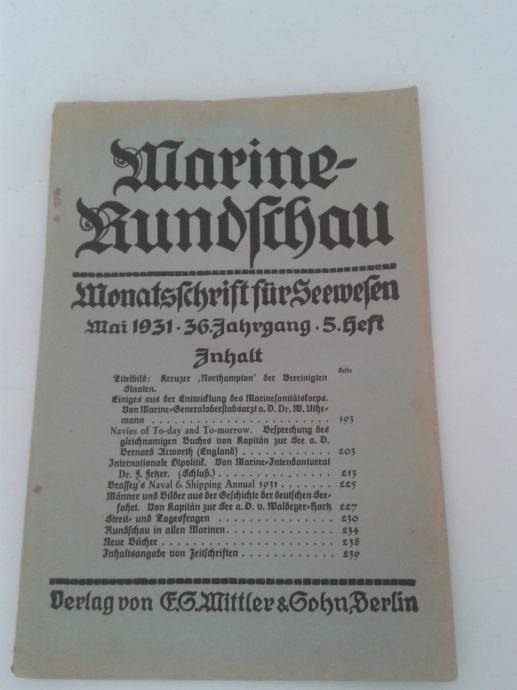 Marine-
Rundschau
Monatsschrift für Seewesen
Mai 1931 · 36. Jahrgang · 5. Heft
Inhalt
Seite
Titelbild: Kreuzer „Northampton" der Vereinigten
Staaten.
Einiges aus der Entwicklung des Marinesanitätskorps.
Von Marine-Generaloberstabsarzt a. D. Dr. W. Uthe-
mann . . . . . . . . . . . . . . . . 193
Navies of To-day and To-morrow. Besprechung des
gleichnamigen Buches von Kapitän zur See a. D.
Bernard Acworth (England) . . . . . . . . 203
Internationale Ölpolitik. Von Marine-Intendanturrat
Dr. F. Fetzer. (Schluß.) . . . . . . . . . . 213
Brassey's Naval & Shipping Annual 1931 . . . . . . . 225
Männer und Bilder aus der Geschichte der deutschen See-
fahrt. Von Kapitän zur See a. D. v. Waldeyer-Hartz 227
Streit- und Tagesfragen . . . . . . . . . . . 230
Rundschau in allen Marinen . . . . . . . . . . 234
Neue Bücher . . . . . . . . . . . . . . . 238
Inhaltsangabe von Zeitschriften . . . . . . . . . 239
Verlag von E. S. Mittler & Sohn, Berlin